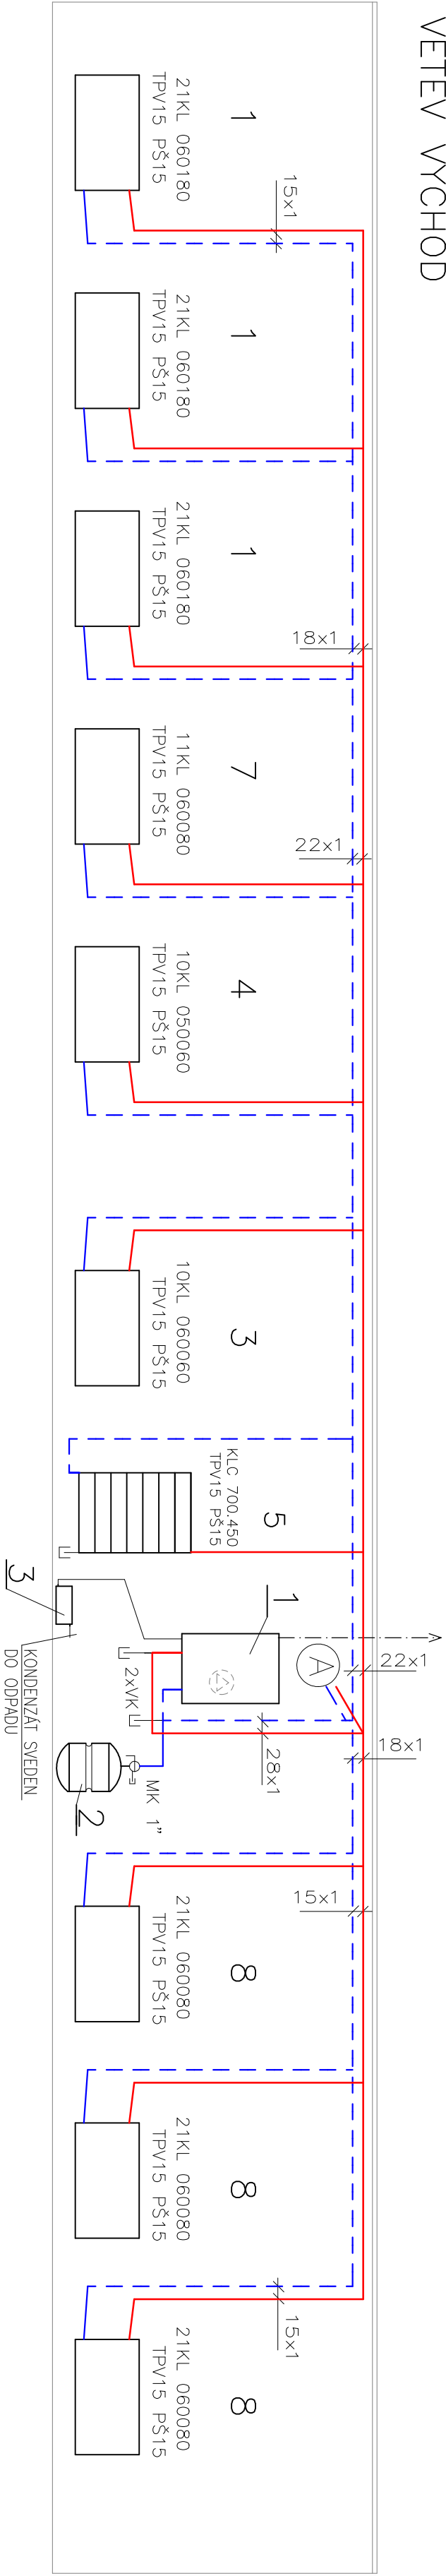 VĚTEV VÝCHOD
1
21KL 060180
TPV15 PŠ15
15x1
1
21KL 060180
TPV15 PŠ15
1
21KL 060180
TPV15 PŠ15
18x1
7
11KL 060080
TPV15 PŠ15
22x1
4
10KL 050060
TPV15 PŠ15
3
10KL 060060
TPV15 PŠ15
5
KLC 700.450
TPV15 PŠ15
3
KONDENZÁT SVEDEN
DO ODPADU
1
A
22x1
2xVK
28x1
18x1
MK 1"
2
15x1
8
21KL 060080
TPV15 PŠ15
8
21KL 060080
TPV15 PŠ15
15x1
8
21KL 060080
TPV15 PŠ15